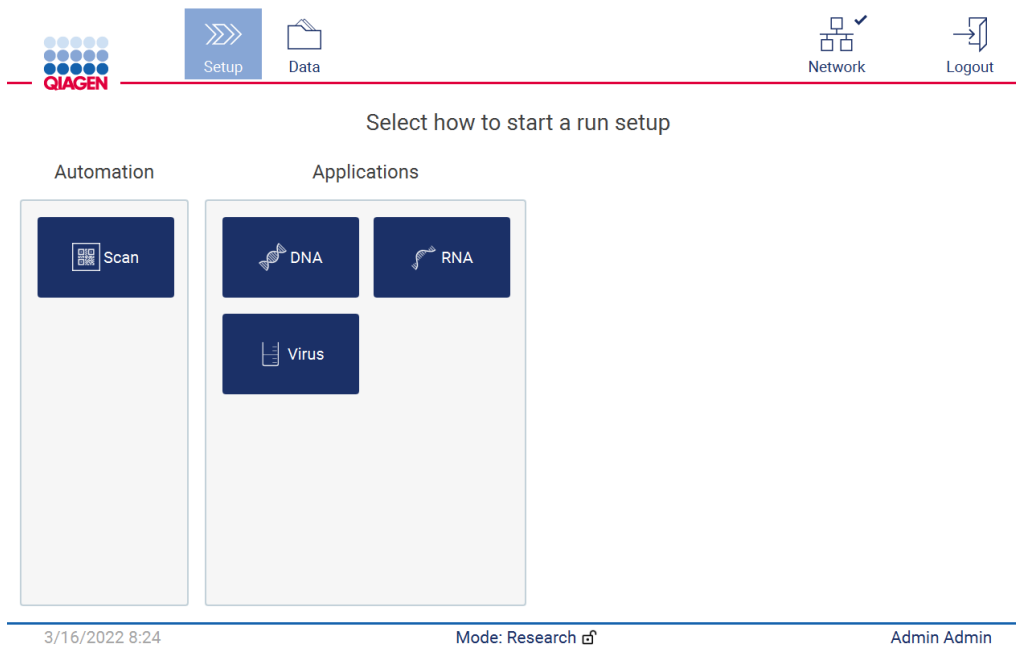 QIAGEN
Setup
Data
Network
Logout
Select how to start a run setup
Automation
Applications
Scan
DNA
RNA
Virus
3/16/2022 8:24
Mode: Research
Admin Admin